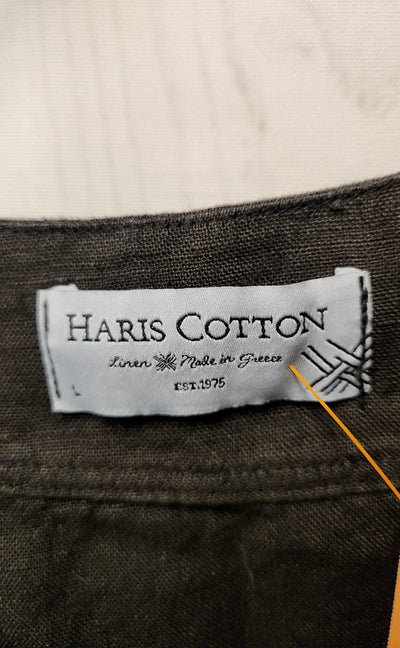 HARIS COTTON
Linen Made in Greece
EST.1975
L